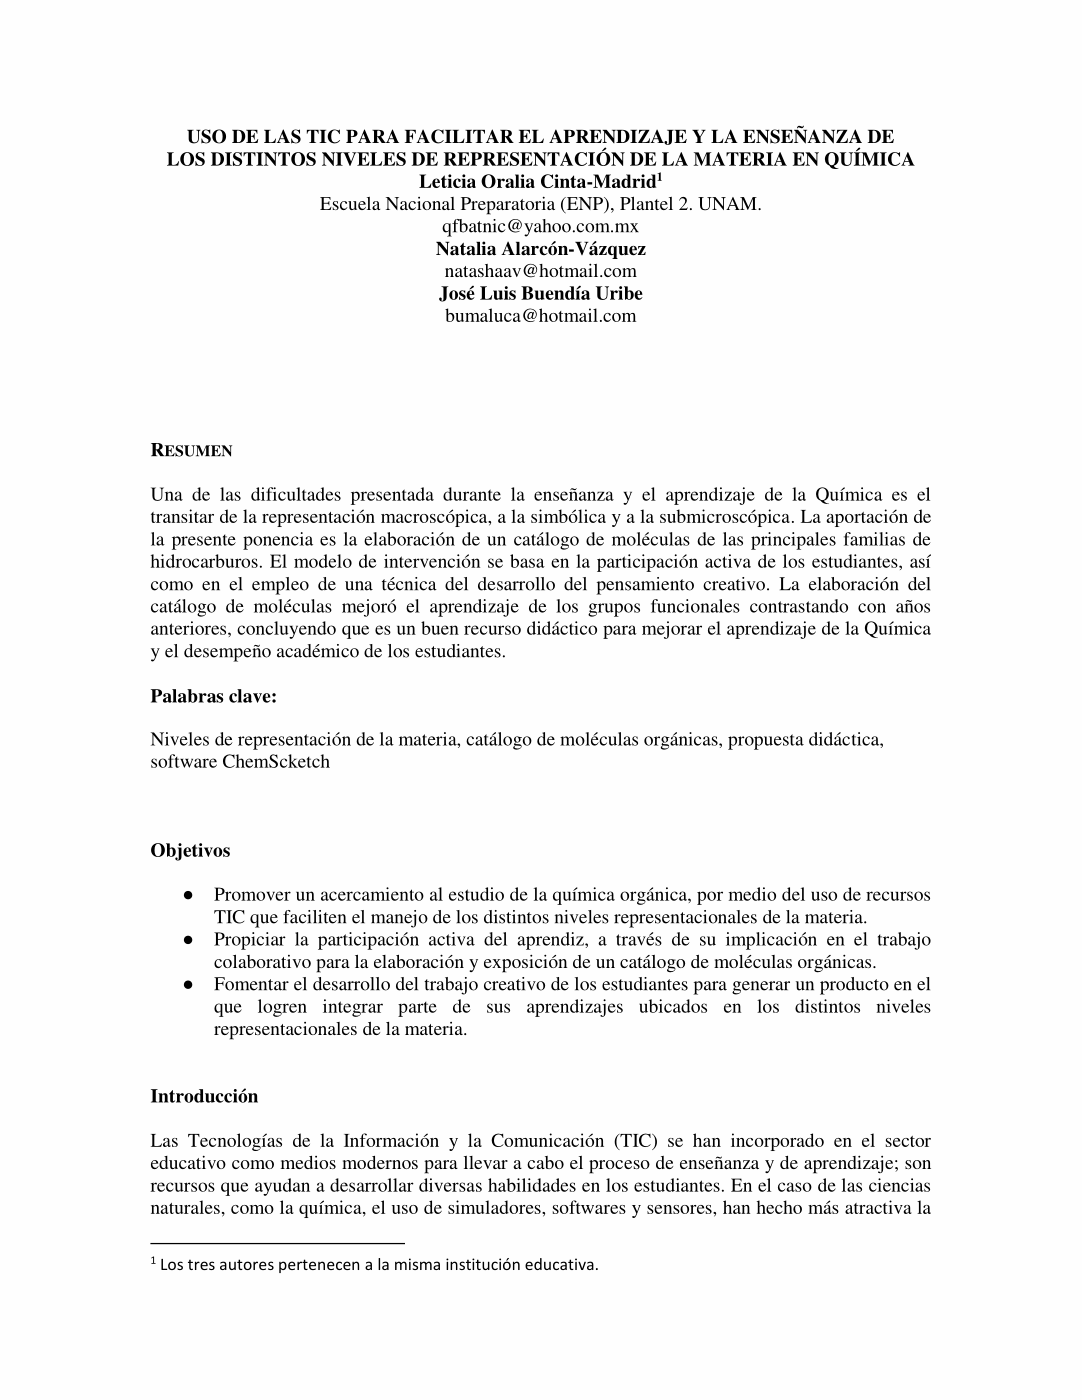 USO DE LAS TIC PARA FACILITAR EL APRENDIZAJE Y LA ENSEÑANZA DE
LOS DISTINTOS NIVELES DE REPRESENTACIÓN DE LA MATERIA EN QUÍMICA
Leticia Oralia Cinta-Madrid¹
Escuela Nacional Preparatoria (ENP), Plantel 2. UNAM.
qfbatnic@yahoo.com.mx
Natalia Alarcón-Vázquez
natashaav@hotmail.com
José Luis Buendía Uribe
bumaluca@hotmail.com
RESUMEN
Una de las dificultades presentada durante la enseñanza y el aprendizaje de la Química es el
transitar de la representación macroscópica, a la simbólica y a la submicroscópica. La aportación de
la presente ponencia es la elaboración de un catálogo de moléculas de las principales familias de
hidrocarburos. El modelo de intervención se basa en la participación activa de los estudiantes, así
como en el empleo de una técnica del desarrollo del pensamiento creativo. La elaboración del
catálogo de moléculas mejoró el aprendizaje de los grupos funcionales contrastando con años
anteriores, concluyendo que es un buen recurso didáctico para mejorar el aprendizaje de la Química
y el desempeño académico de los estudiantes.
Palabras clave:
Niveles de representación de la materia, catálogo de moléculas orgánicas, propuesta didáctica,
software ChemScketch
Objetivos
● Promover un acercamiento al estudio de la química orgánica, por medio del uso de recursos
TIC que faciliten el manejo de los distintos niveles representacionales de la materia.
● Propiciar la participación activa del aprendiz, a través de su implicación en el trabajo
colaborativo para la elaboración y exposición de un catálogo de moléculas orgánicas.
● Fomentar el desarrollo del trabajo creativo de los estudiantes para generar un producto en el
que logren integrar parte de sus aprendizajes ubicados en los distintos niveles
representacionales de la materia.
Introducción
Las Tecnologías de la Información y la Comunicación (TIC) se han incorporado en el sector
educativo como medios modernos para llevar a cabo el proceso de enseñanza y de aprendizaje; son
recursos que ayudan a desarrollar diversas habilidades en los estudiantes. En el caso de las ciencias
naturales, como la química, el uso de simuladores, softwares y sensores, han hecho más atractiva la
¹ Los tres autores pertenecen a la misma institución educativa.